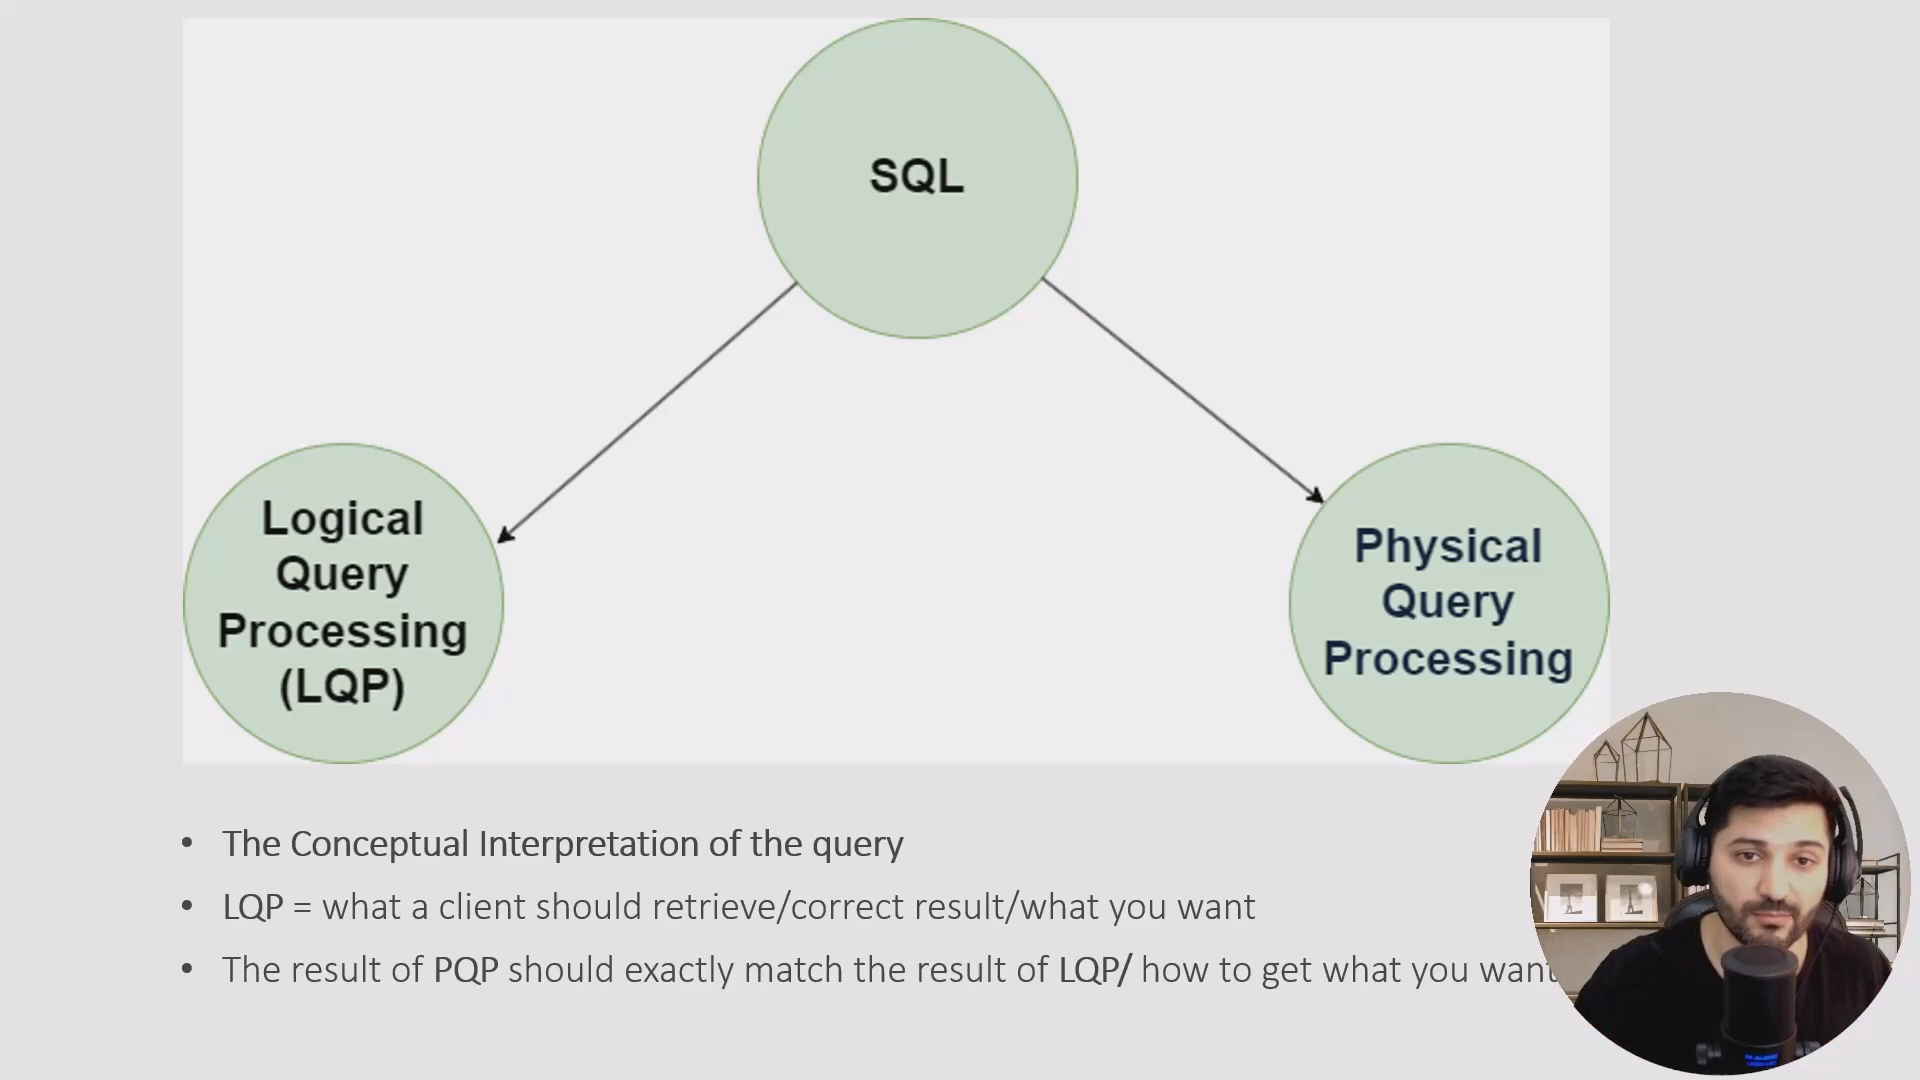 SQL
Logical
Query
Processing
(LQP)
Physical
Query
Processing
• The Conceptual Interpretation of the query
• LQP = what a client should retrieve/correct result/what you want
• The result of PQP should exactly match the result of LQP/ how to get what you want
M-AUDIO